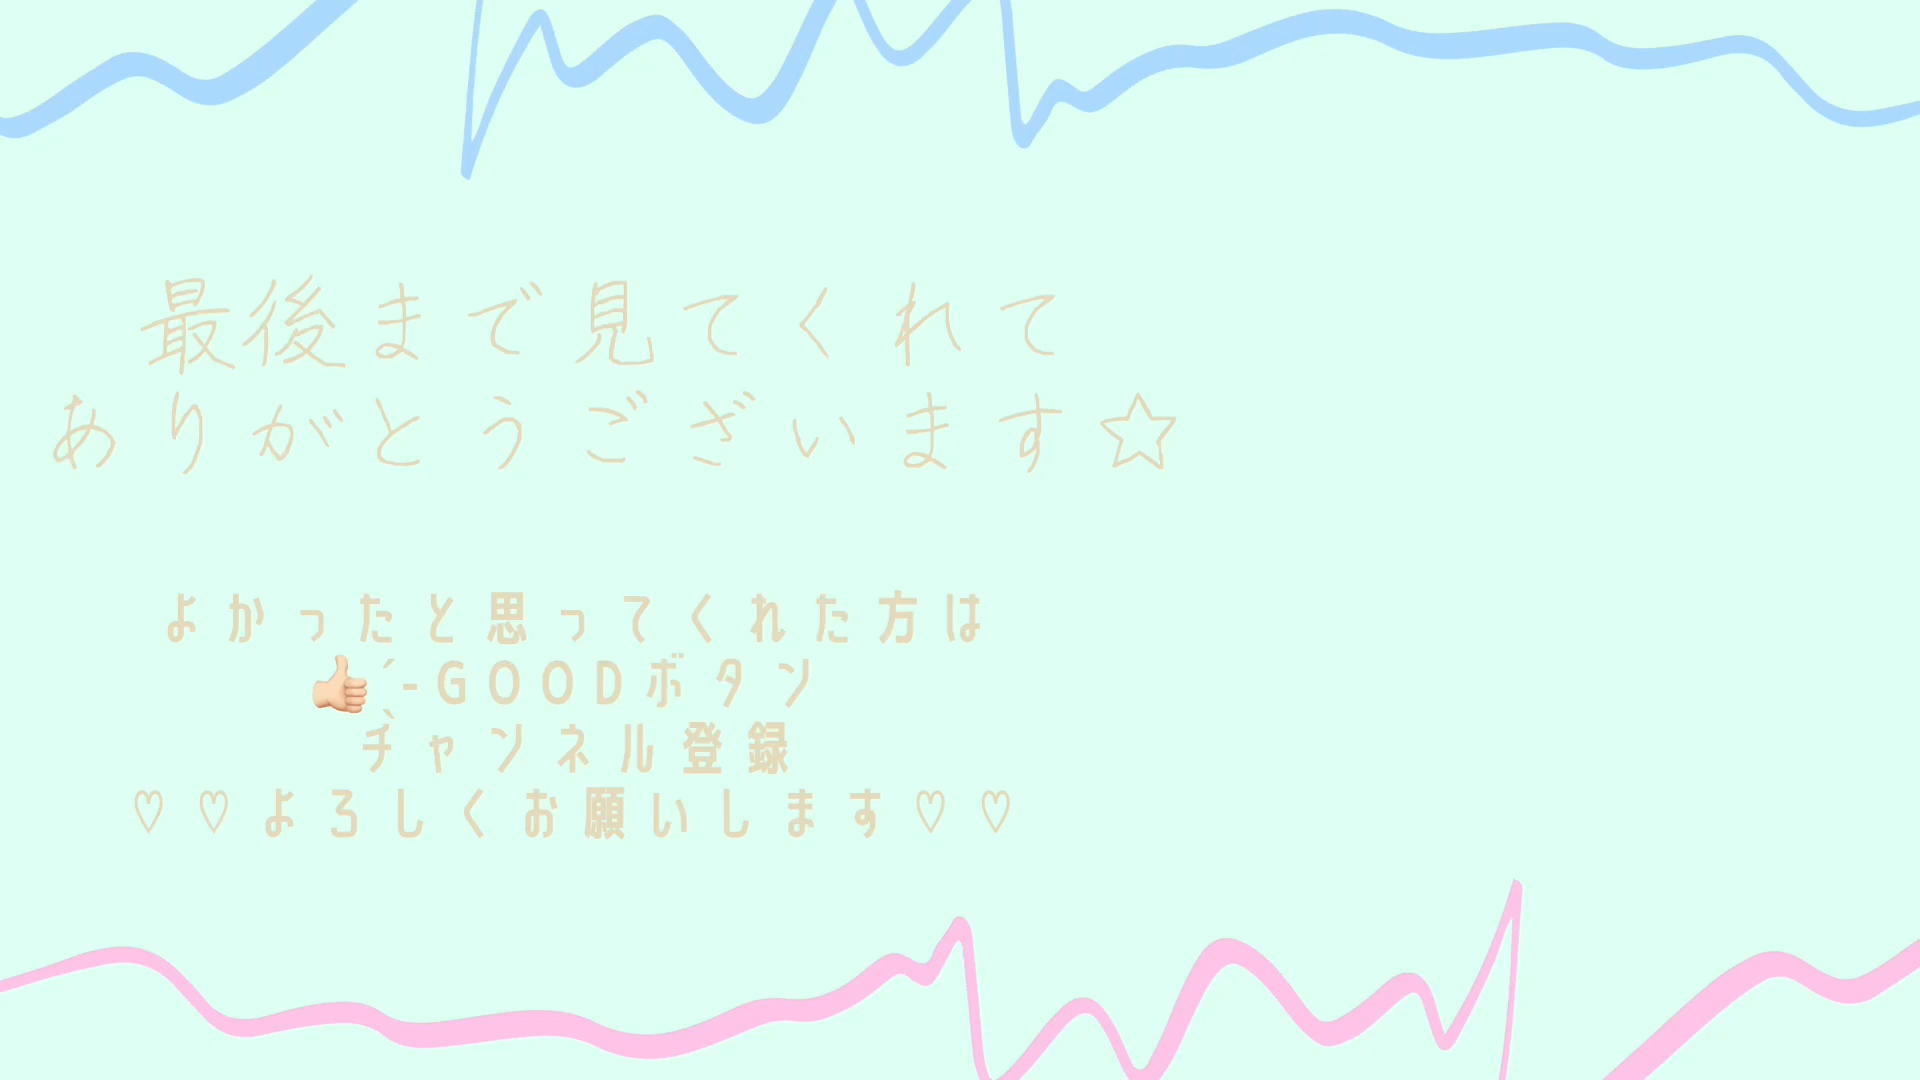 最後まで見てくれて
ありがとうございます☆
よかったと思ってくれた方は
👍🏻 ̖́-GOODボタン
チャンネル登録
♡♡よろしくお願いします♡♡